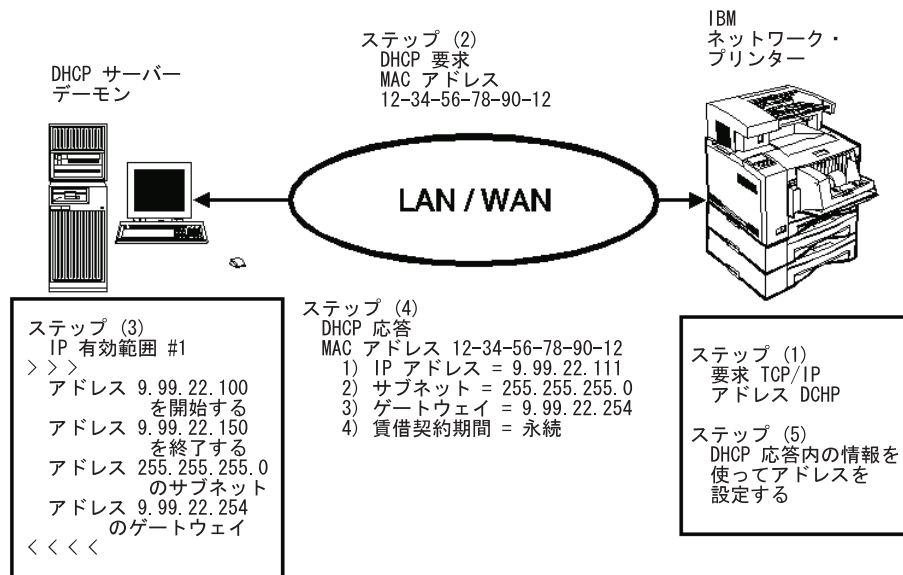 DHCP サーバー
デーモン
ステップ (2)
DHCP 要求
MAC アドレス
12-34-56-78-90-12
IBM
ネットワーク・
プリンター
LAN / WAN
ステップ (3)
IP 有効範囲 #1
> > >
アドレス 9.99.22.100
を開始する
アドレス 9.99.22.150
を終了する
アドレス 255.255.255.0
のサブネット
アドレス 9.99.22.254
のゲートウェイ
< < < <
ステップ (4)
DHCP 応答
MAC アドレス 12-34-56-78-90-12
1) IP アドレス = 9.99.22.111
2) サブネット = 255.255.255.0
3) ゲートウェイ = 9.99.22.254
4) 賃借契約期間 = 永続
ステップ (1)
要求 TCP/IP
アドレス DCHP
ステップ (5)
DHCP 応答内の情報を
使ってアドレスを
設定する